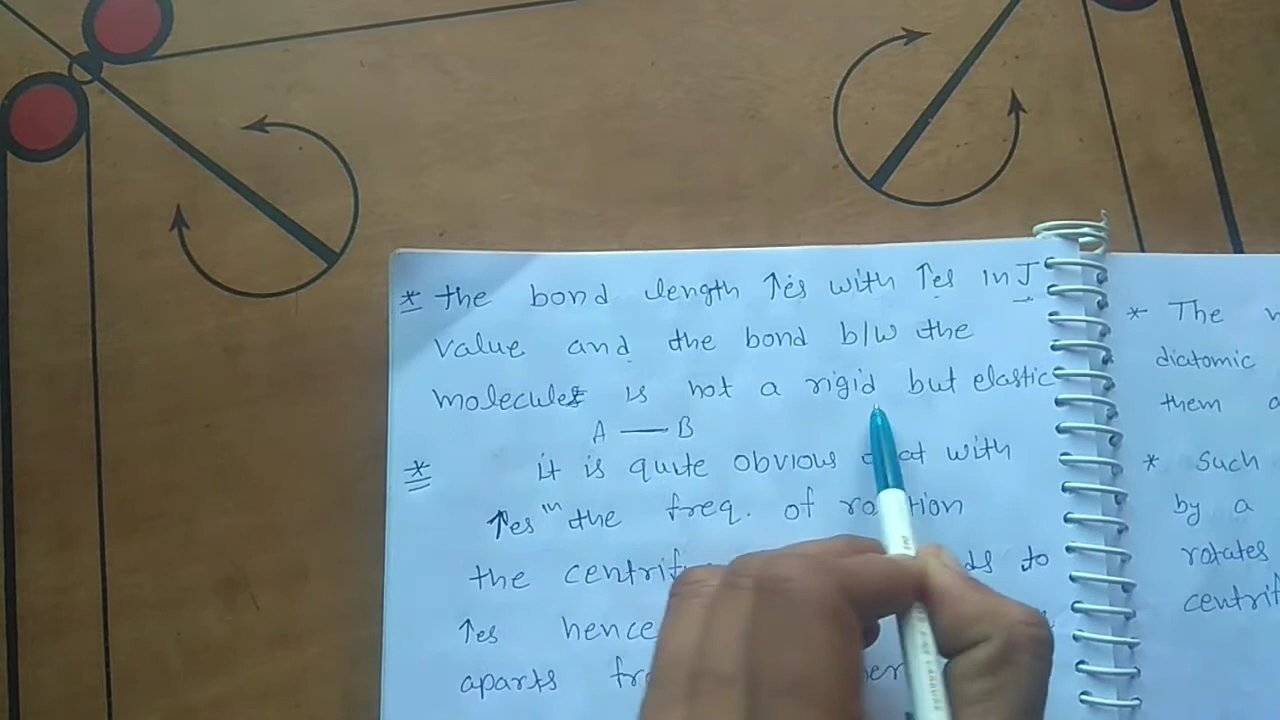 * the bond length ↑es with ↑es in J
value and the bond b/w the
molecules is not a rigid but elastic
A — B
* it is quite obvious with
↑es in the freq. of
the to
↑es hence
aparts
* The
diatomic
them
* Such
by a
rotates